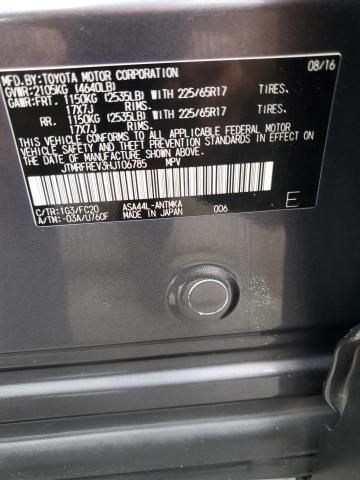 MFD.BY:TOYOTA MOTOR CORPORATION 08/16
GVWR:2105KG (4640LB)
GAWR:FRT. 1150KG (2535LB) WITH 225/65R17 TIRES.
17X7J RIMS.
RR. 1150KG (2535LB) WITH 225/65R17 TIRES.
17X7J RIMS.
THIS VEHICLE CONFORMS TO ALL APPLICABLE FEDERAL MOTOR
VEHICLE SAFETY, BUMPER, AND THEFT PREVENTION STANDARDS
IN EFFECT ON THE DATE OF MANUFACTURE SHOWN ABOVE.
JTMRFREV3HJ106785 MPV
C/TR:1G3/FC20 ASA44L-ANTMKA
A/TM:-03A/U760F MADE IN JAPAN 006 E